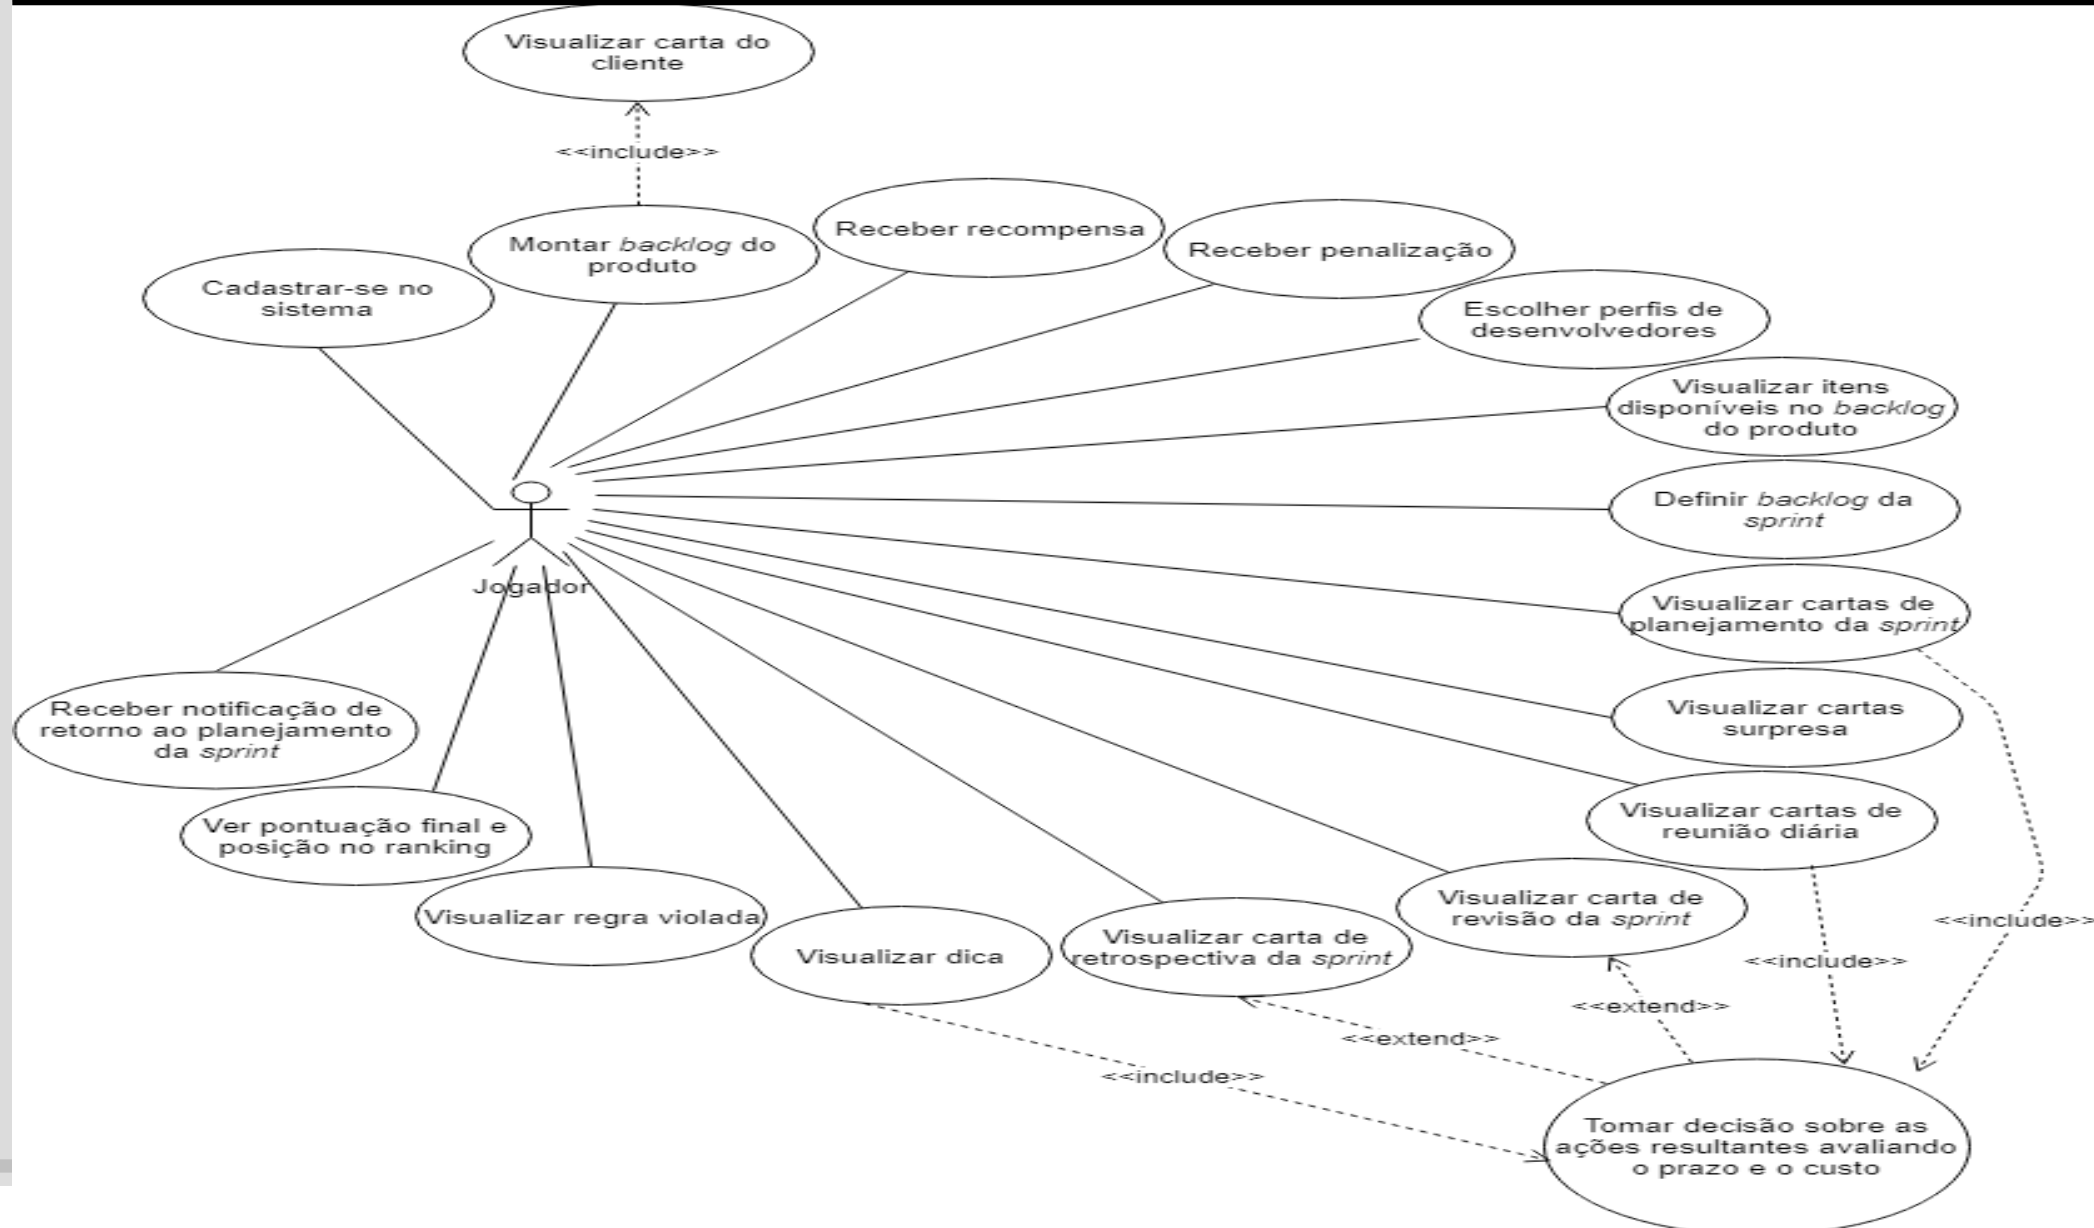 Visualizar carta do
cliente
<<include>>
Montar backlog do
produto
Receber recompensa
Receber penalização
Cadastrar-se no
sistema
Escolher perfis de
desenvolvedores
Visualizar itens
disponíveis no backlog
do produto
Definir backlog da
sprint
Jogador
Visualizar cartas de
planejamento da sprint
Visualizar cartas
surpresa
Receber notificação de
retorno ao planejamento
da sprint
Ver pontuação final e
posição no ranking
Visualizar cartas de
reunião diária
Visualizar regra violada
Visualizar dica
Visualizar carta de
retrospectiva da sprint
Visualizar carta de
revisão da sprint
<<include>>
<<include>>
<<extend>>
<<extend>>
<<include>>
Tomar decisão sobre as
ações resultantes avaliando
o prazo e o custo